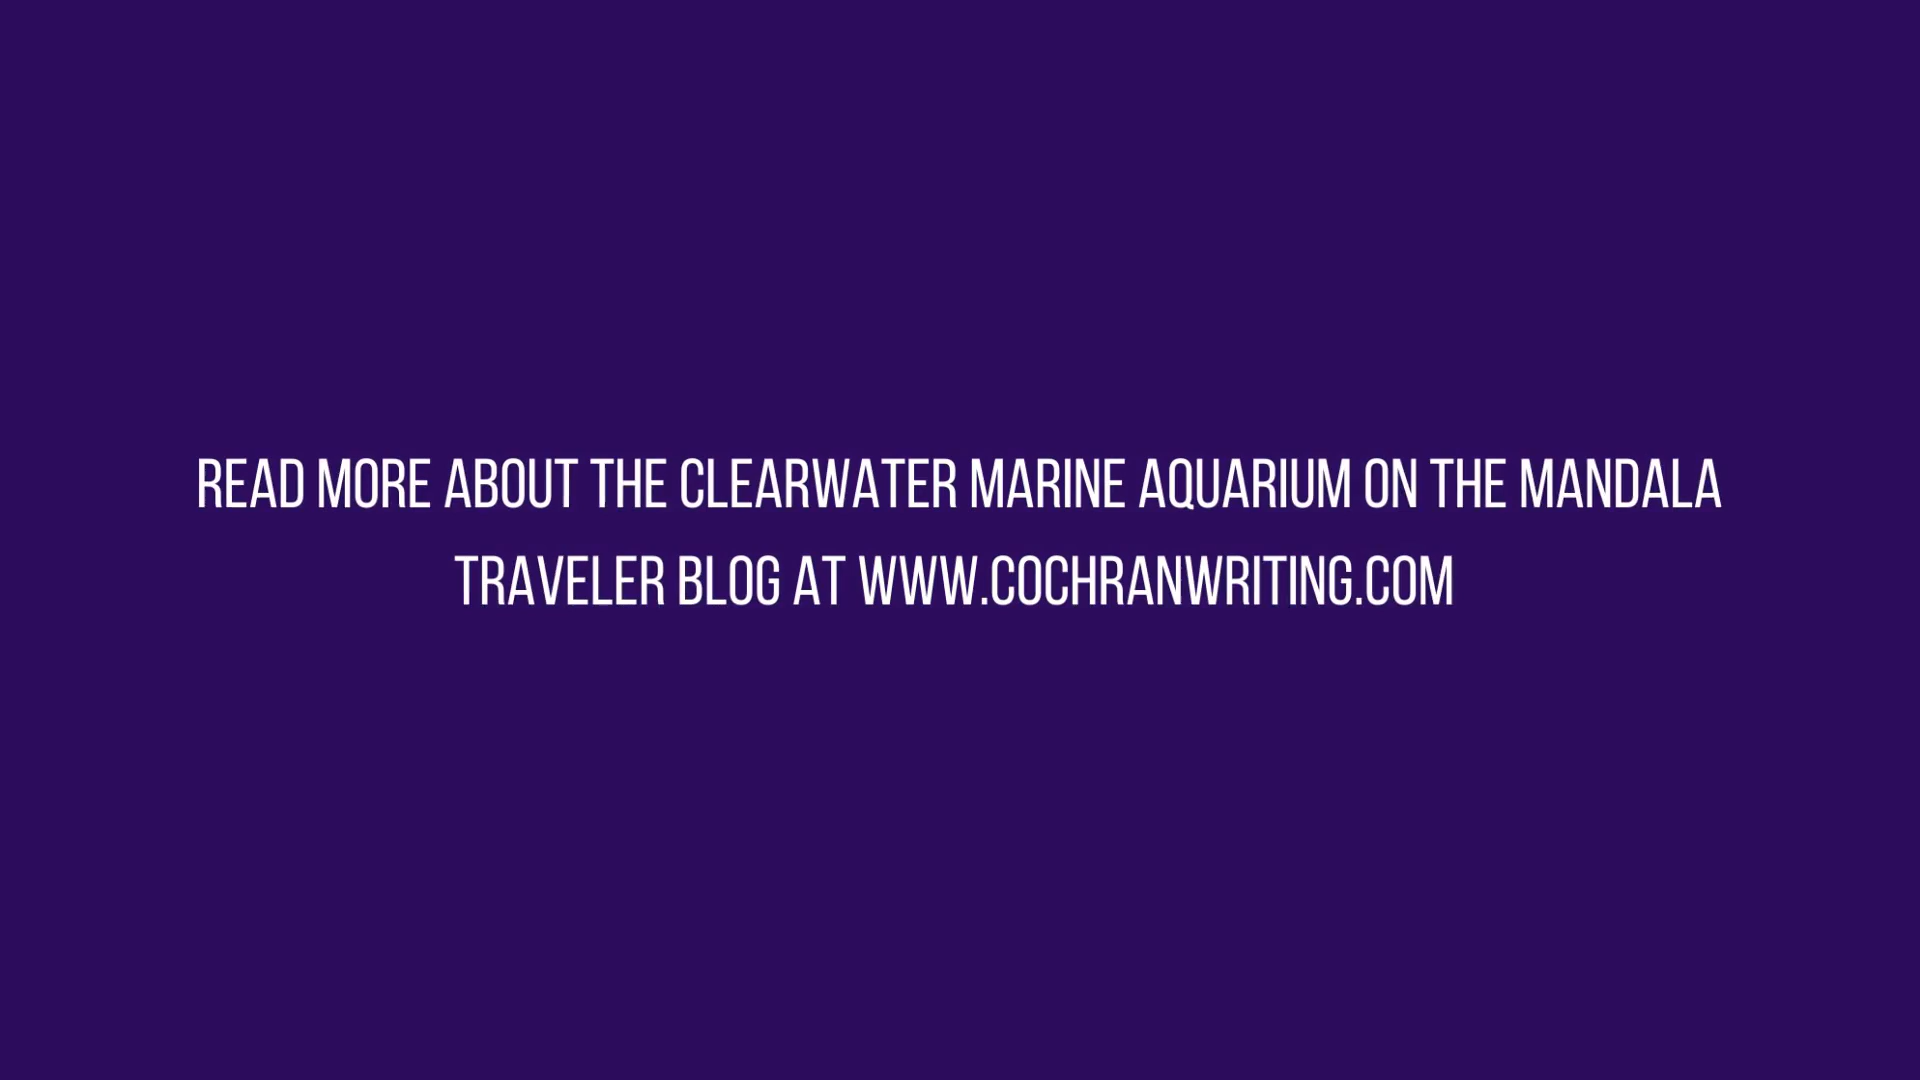 READ MORE ABOUT THE CLEARWATER MARINE AQUARIUM ON THE MANDALA
TRAVELER BLOG AT WWW.COCHRANWRITING.COM